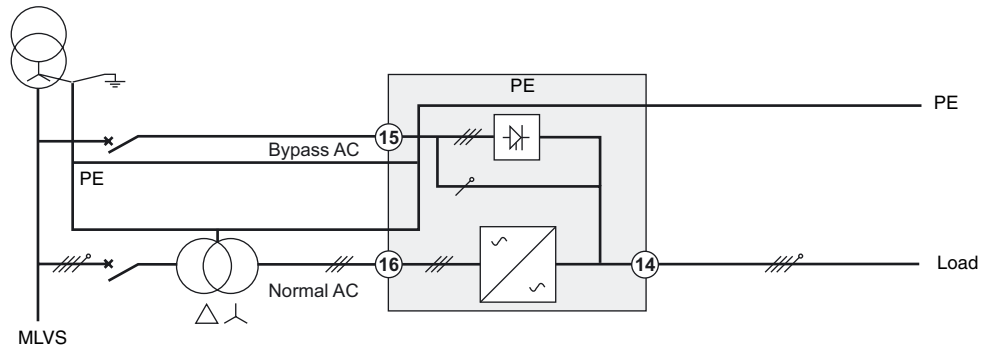 PE
PE
15
Bypass AC
PE
16
14
Load
Normal AC
MLVS